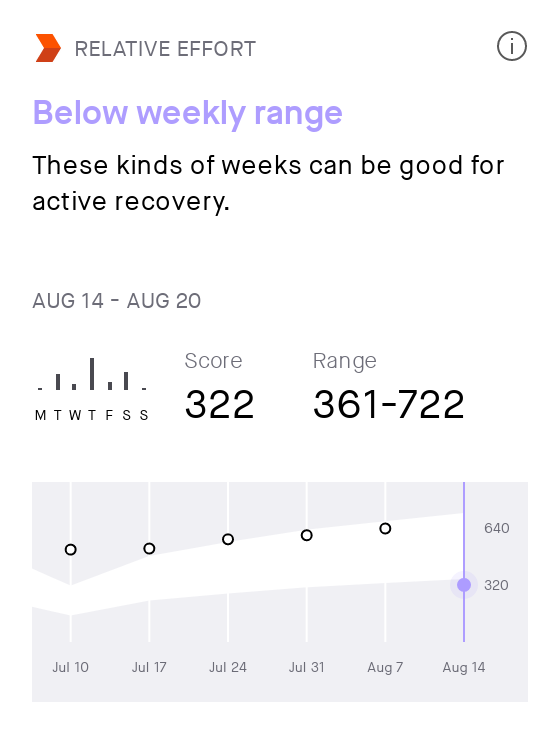 RELATIVE EFFORT
Below weekly range
These kinds of weeks can be good for
active recovery.
AUG 14 - AUG 20
Score
Range
M T W T F S S
322
361-722
640
320
Jul 10 Jul 17 Jul 24 Jul 31 Aug 7 Aug 14